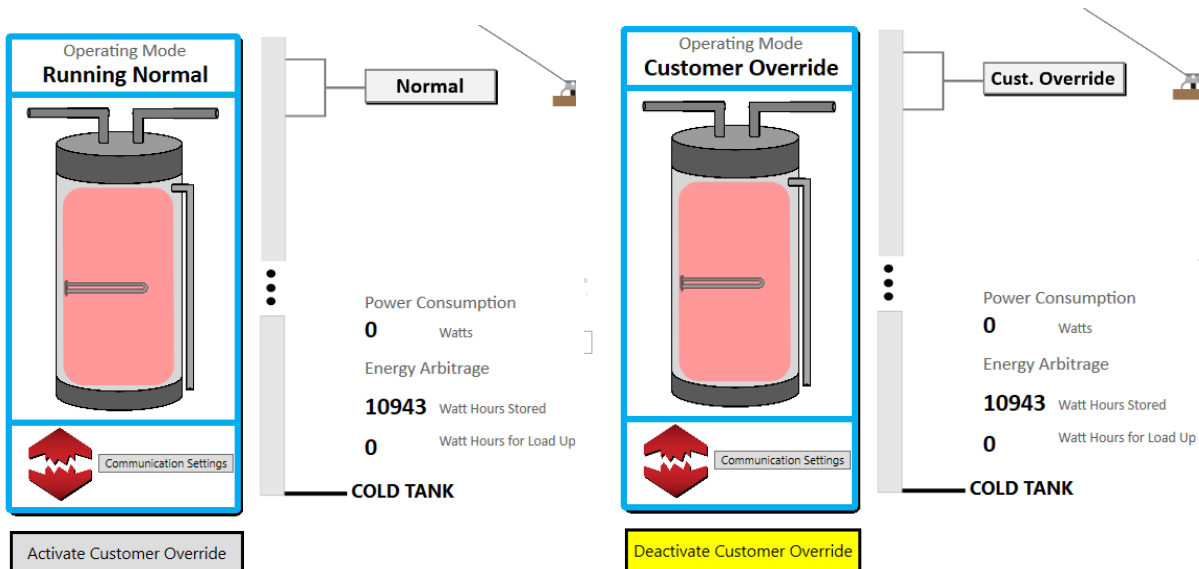 Operating Mode
Running Normal
Normal
Power Consumption
0 Watts
Energy Arbitrage
10943 Watt Hours Stored
0 Watt Hours for Load Up
Communication Settings
COLD TANK
Activate Customer Override
Operating Mode
Customer Override
Cust. Override
Power Consumption
0 Watts
Energy Arbitrage
10943 Watt Hours Stored
0 Watt Hours for Load Up
Communication Settings
COLD TANK
Deactivate Customer Override